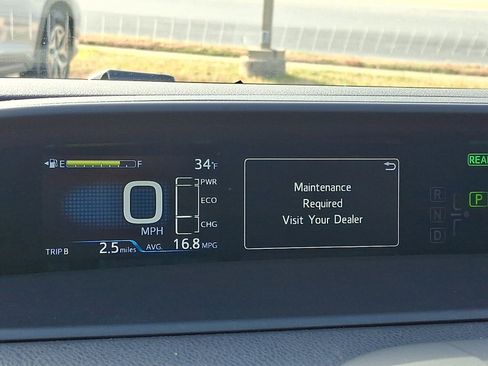 E F 34°F
PWR
ECO
CHG
0
MPH
TRIP B 2.5 miles AVG. 16.8 MPG
Maintenance
Required
Visit Your Dealer
R
N
D
P